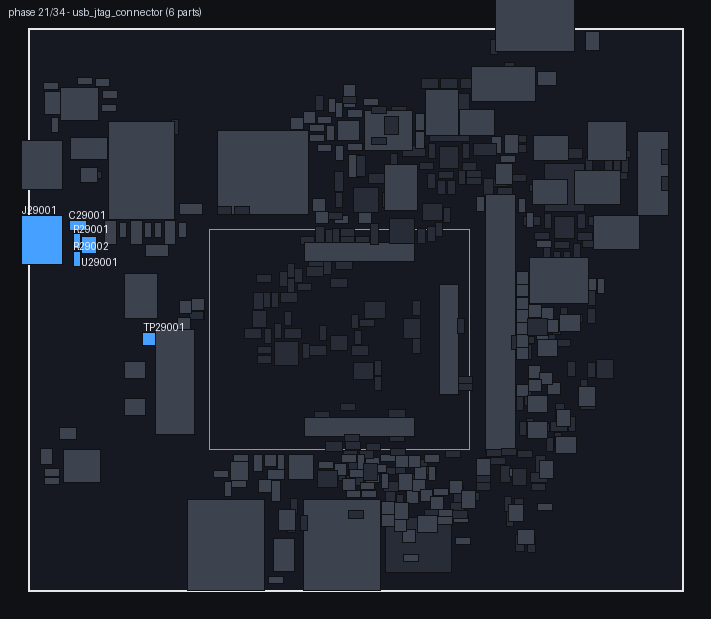 phase 21/34 - usb_jtag_connector (6 parts)
J29001
C29001
R29001
R29002
U29001
TP29001